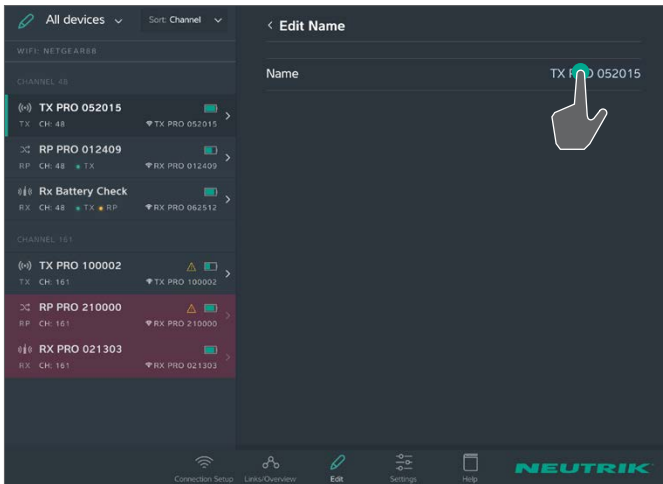 All devices
Sort: Channel
WIFI: NETGEAR88
CHANNEL 48
TX PRO 052015
TX CH: 48 TX PRO 052015
RP PRO 012409
RP CH: 48 TX RX PRO 012409
Rx Battery Check
RX CH: 48 TX RP RX PRO 062512
CHANNEL 161
TX PRO 100002
TX CH: 161 TX PRO 100002
RP PRO 210000
RP CH: 161 RX PRO 210000
RX PRO 021303
RX CH: 161 RX PRO 021303
< Edit Name
Name TX PRO 052015
Connection Setup Links/Overview Edit Settings Help
NEUTRIK